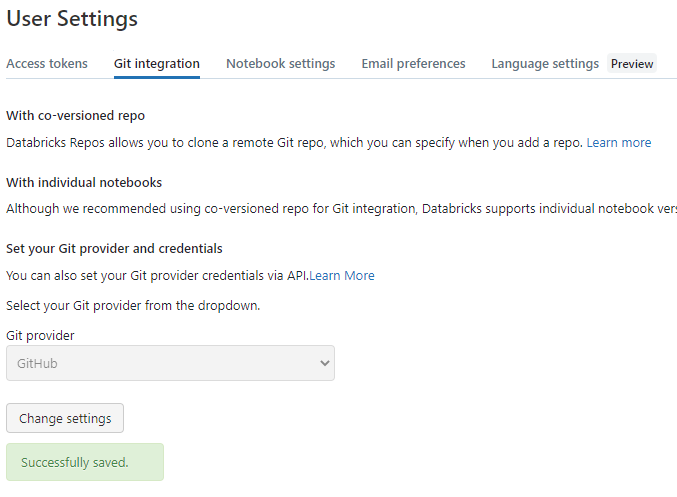 User Settings
Access tokens Git integration Notebook settings Email preferences Language settings Preview
With co-versioned repo
Databricks Repos allows you to clone a remote Git repo, which you can specify when you add a repo. Learn more
With individual notebooks
Although we recommended using co-versioned repo for Git integration, Databricks supports individual notebook ver
Set your Git provider and credentials
You can also set your Git provider credentials via API.Learn More
Select your Git provider from the dropdown.
Git provider
GitHub
Change settings
Successfully saved.